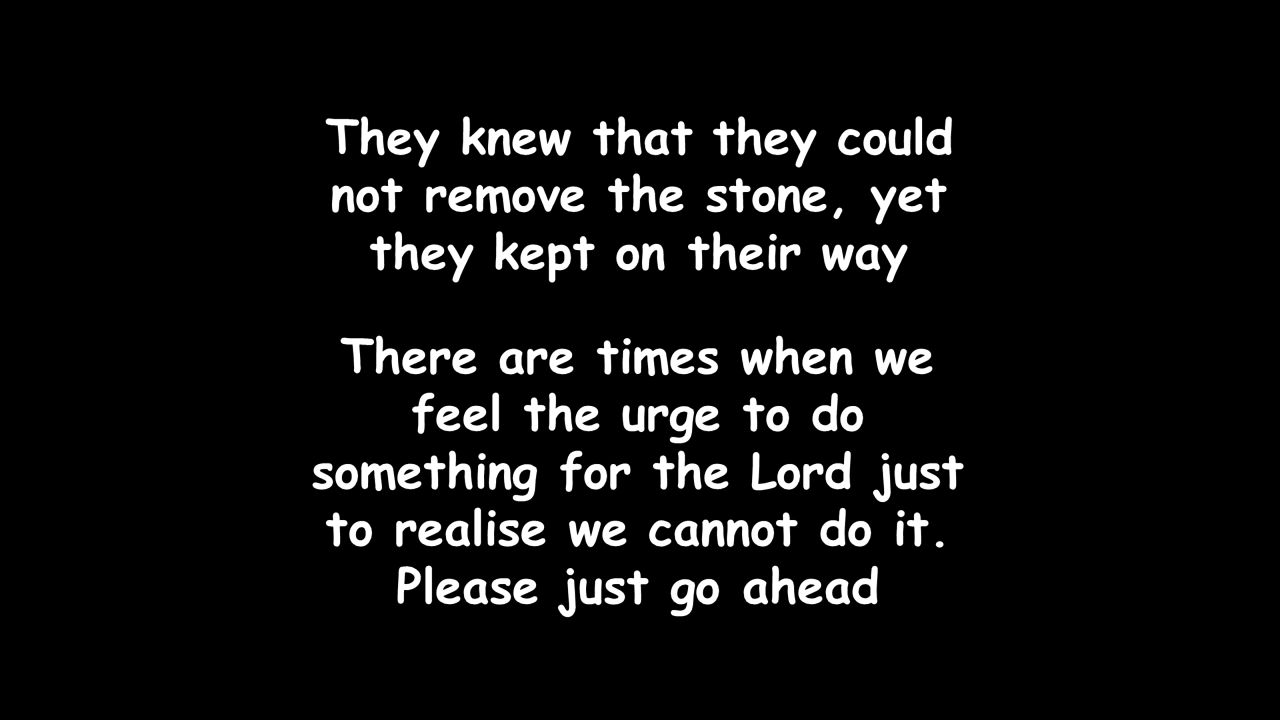 They knew that they could
not remove the stone, yet
they kept on their way
There are times when we
feel the urge to do
something for the Lord just
to realise we cannot do it.
Please just go ahead